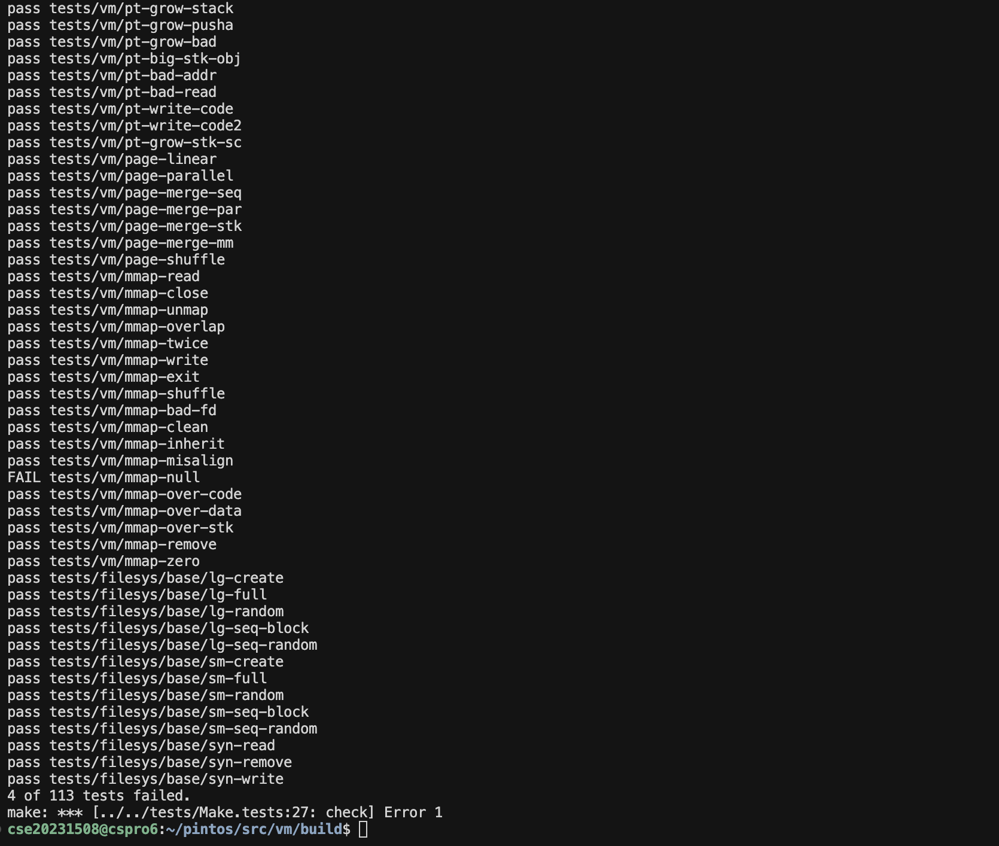 pass tests/vm/pt-grow-stack
pass tests/vm/pt-grow-pusha
pass tests/vm/pt-grow-bad
pass tests/vm/pt-big-stk-obj
pass tests/vm/pt-bad-addr
pass tests/vm/pt-bad-read
pass tests/vm/pt-write-code
pass tests/vm/pt-write-code2
pass tests/vm/pt-grow-stk-sc
pass tests/vm/page-linear
pass tests/vm/page-parallel
pass tests/vm/page-merge-seq
pass tests/vm/page-merge-par
pass tests/vm/page-merge-stk
pass tests/vm/page-merge-mm
pass tests/vm/page-shuffle
pass tests/vm/mmap-read
pass tests/vm/mmap-close
pass tests/vm/mmap-unmap
pass tests/vm/mmap-overlap
pass tests/vm/mmap-twice
pass tests/vm/mmap-write
pass tests/vm/mmap-exit
pass tests/vm/mmap-shuffle
pass tests/vm/mmap-bad-fd
pass tests/vm/mmap-clean
pass tests/vm/mmap-inherit
pass tests/vm/mmap-misalign
FAIL tests/vm/mmap-null
pass tests/vm/mmap-over-code
pass tests/vm/mmap-over-data
pass tests/vm/mmap-over-stk
pass tests/vm/mmap-remove
pass tests/vm/mmap-zero
pass tests/filesys/base/lg-create
pass tests/filesys/base/lg-full
pass tests/filesys/base/lg-random
pass tests/filesys/base/lg-seq-block
pass tests/filesys/base/lg-seq-random
pass tests/filesys/base/sm-create
pass tests/filesys/base/sm-full
pass tests/filesys/base/sm-random
pass tests/filesys/base/sm-seq-block
pass tests/filesys/base/sm-seq-random
pass tests/filesys/base/syn-read
pass tests/filesys/base/syn-remove
pass tests/filesys/base/syn-write
4 of 113 tests failed.
make: *** [../../tests/Make.tests:27: check] Error 1
cse20231508@cspro6:~/pintos/src/vm/build$